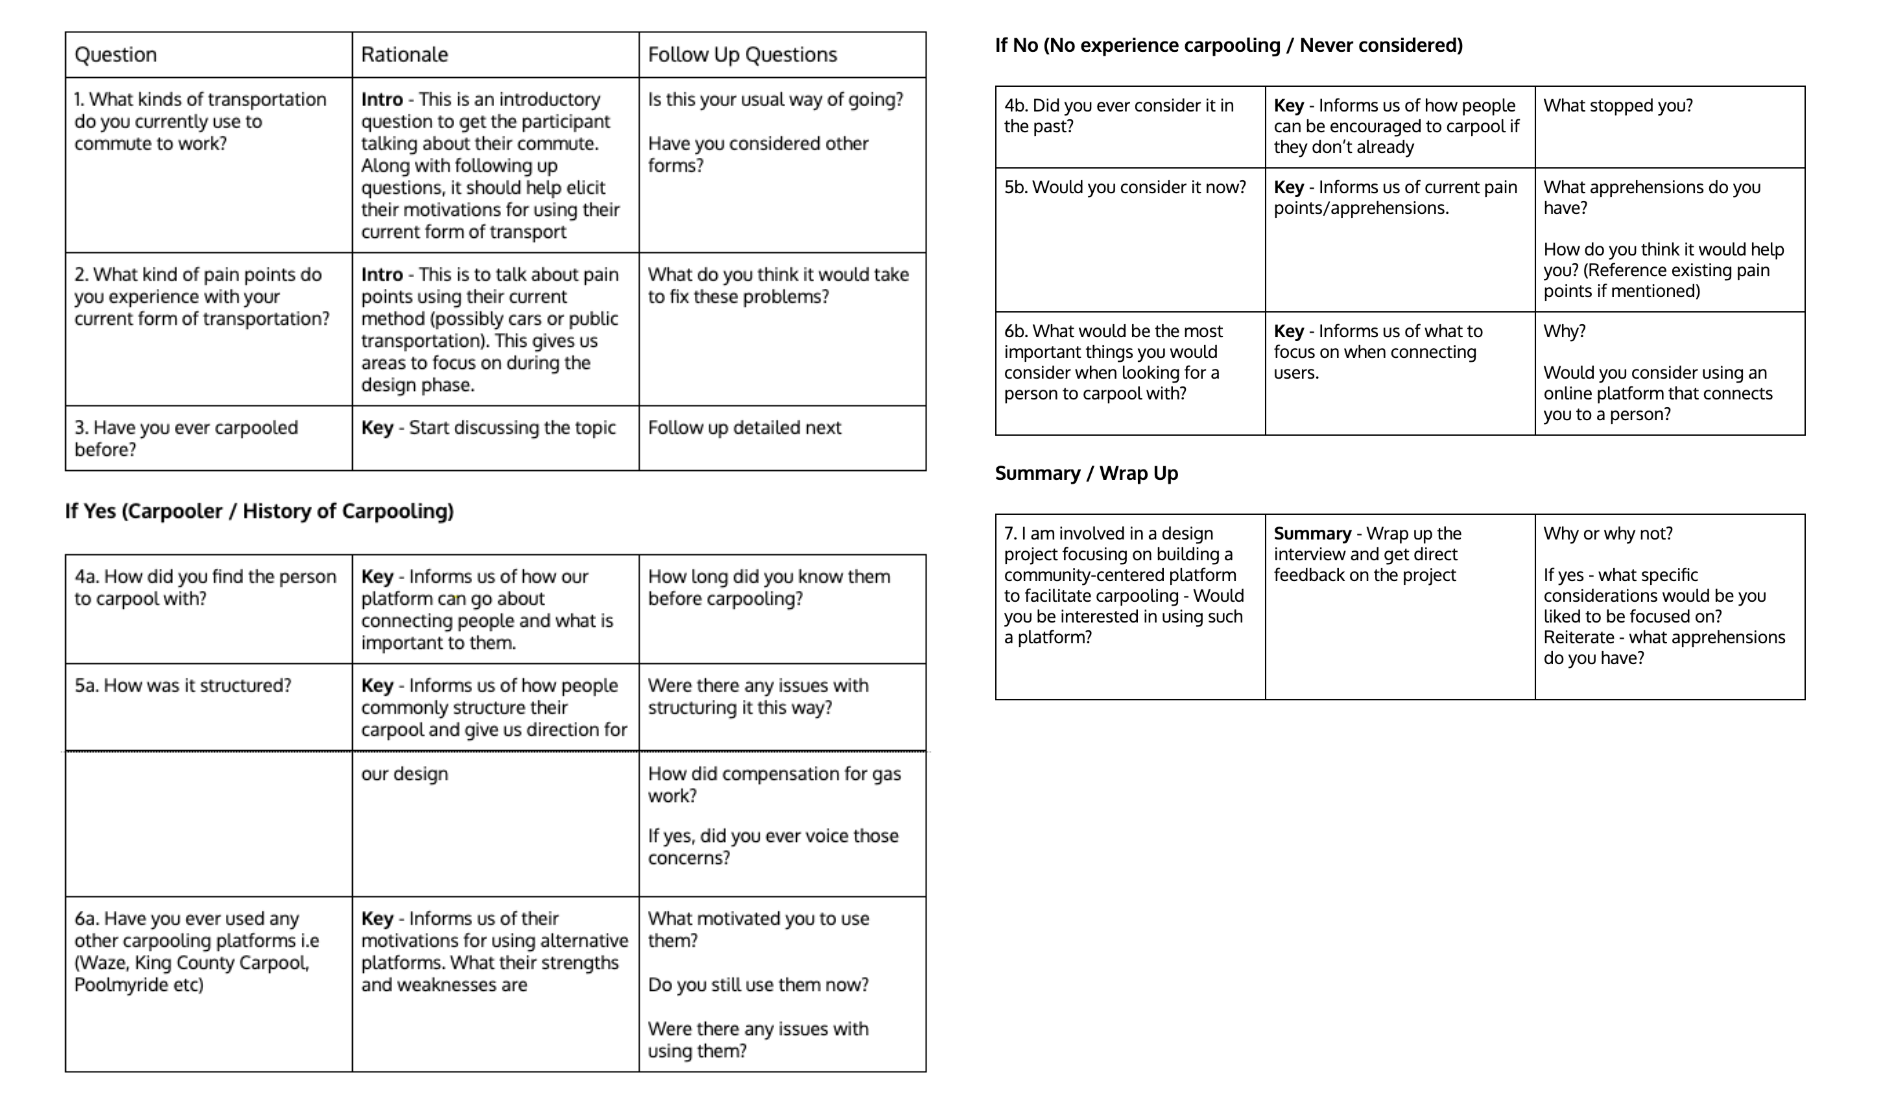 Question
Rationale
Follow Up Questions
1. What kinds of transportation
do you currently use to
commute to work?
Intro - This is an introductory
question to get the participant
talking about their commute.
Along with following up
questions, it should help elicit
their motivations for using their
current form of transport
Is this your usual way of going?
Have you considered other
forms?
2. What kind of pain points do
you experience with your
current form of transportation?
Intro - This is to talk about pain
points using their current
method (possibly cars or public
transportation). This gives us
areas to focus on during the
design phase.
What do you think it would take
to fix these problems?
3. Have you ever carpooled
before?
Key - Start discussing the topic
Follow up detailed next
If Yes (Carpooler / History of Carpooling)
4a. How did you find the person
to carpool with?
Key - Informs us of how our
platform can go about
connecting people and what is
important to them.
How long did you know them
before carpooling?
5a. How was it structured?
Key - Informs us of how people
commonly structure their
carpool and give us direction for
Were there any issues with
structuring it this way?
our design
How did compensation for gas
work?
If yes, did you ever voice those
concerns?
6a. Have you ever used any
other carpooling platforms i.e
(Waze, King County Carpool,
Poolmyride etc)
Key - Informs us of their
motivations for using alternative
platforms. What their strengths
and weaknesses are
What motivated you to use
them?
Do you still use them now?
Were there any issues with
using them?
If No (No experience carpooling / Never considered)
4b. Did you ever consider it in
the past?
Key - Informs us of how people
can be encouraged to carpool if
they don't already
What stopped you?
5b. Would you consider it now?
Key - Informs us of current pain
points/apprehensions.
What apprehensions do you
have?
How do you think it would help
you? (Reference existing pain
points if mentioned)
6b. What would be the most
important things you would
consider when looking for a
person to carpool with?
Key - Informs us of what to
focus on when connecting
users.
Why?
Would you consider using an
online platform that connects
you to a person?
Summary / Wrap Up
7. I am involved in a design
project focusing on building a
community-centered platform
to facilitate carpooling - Would
you be interested in using such
a platform?
Summary - Wrap up the
interview and get direct
feedback on the project
Why or why not?
If yes - what specific
considerations would be you
liked to be focused on?
Reiterate - what apprehensions
do you have?